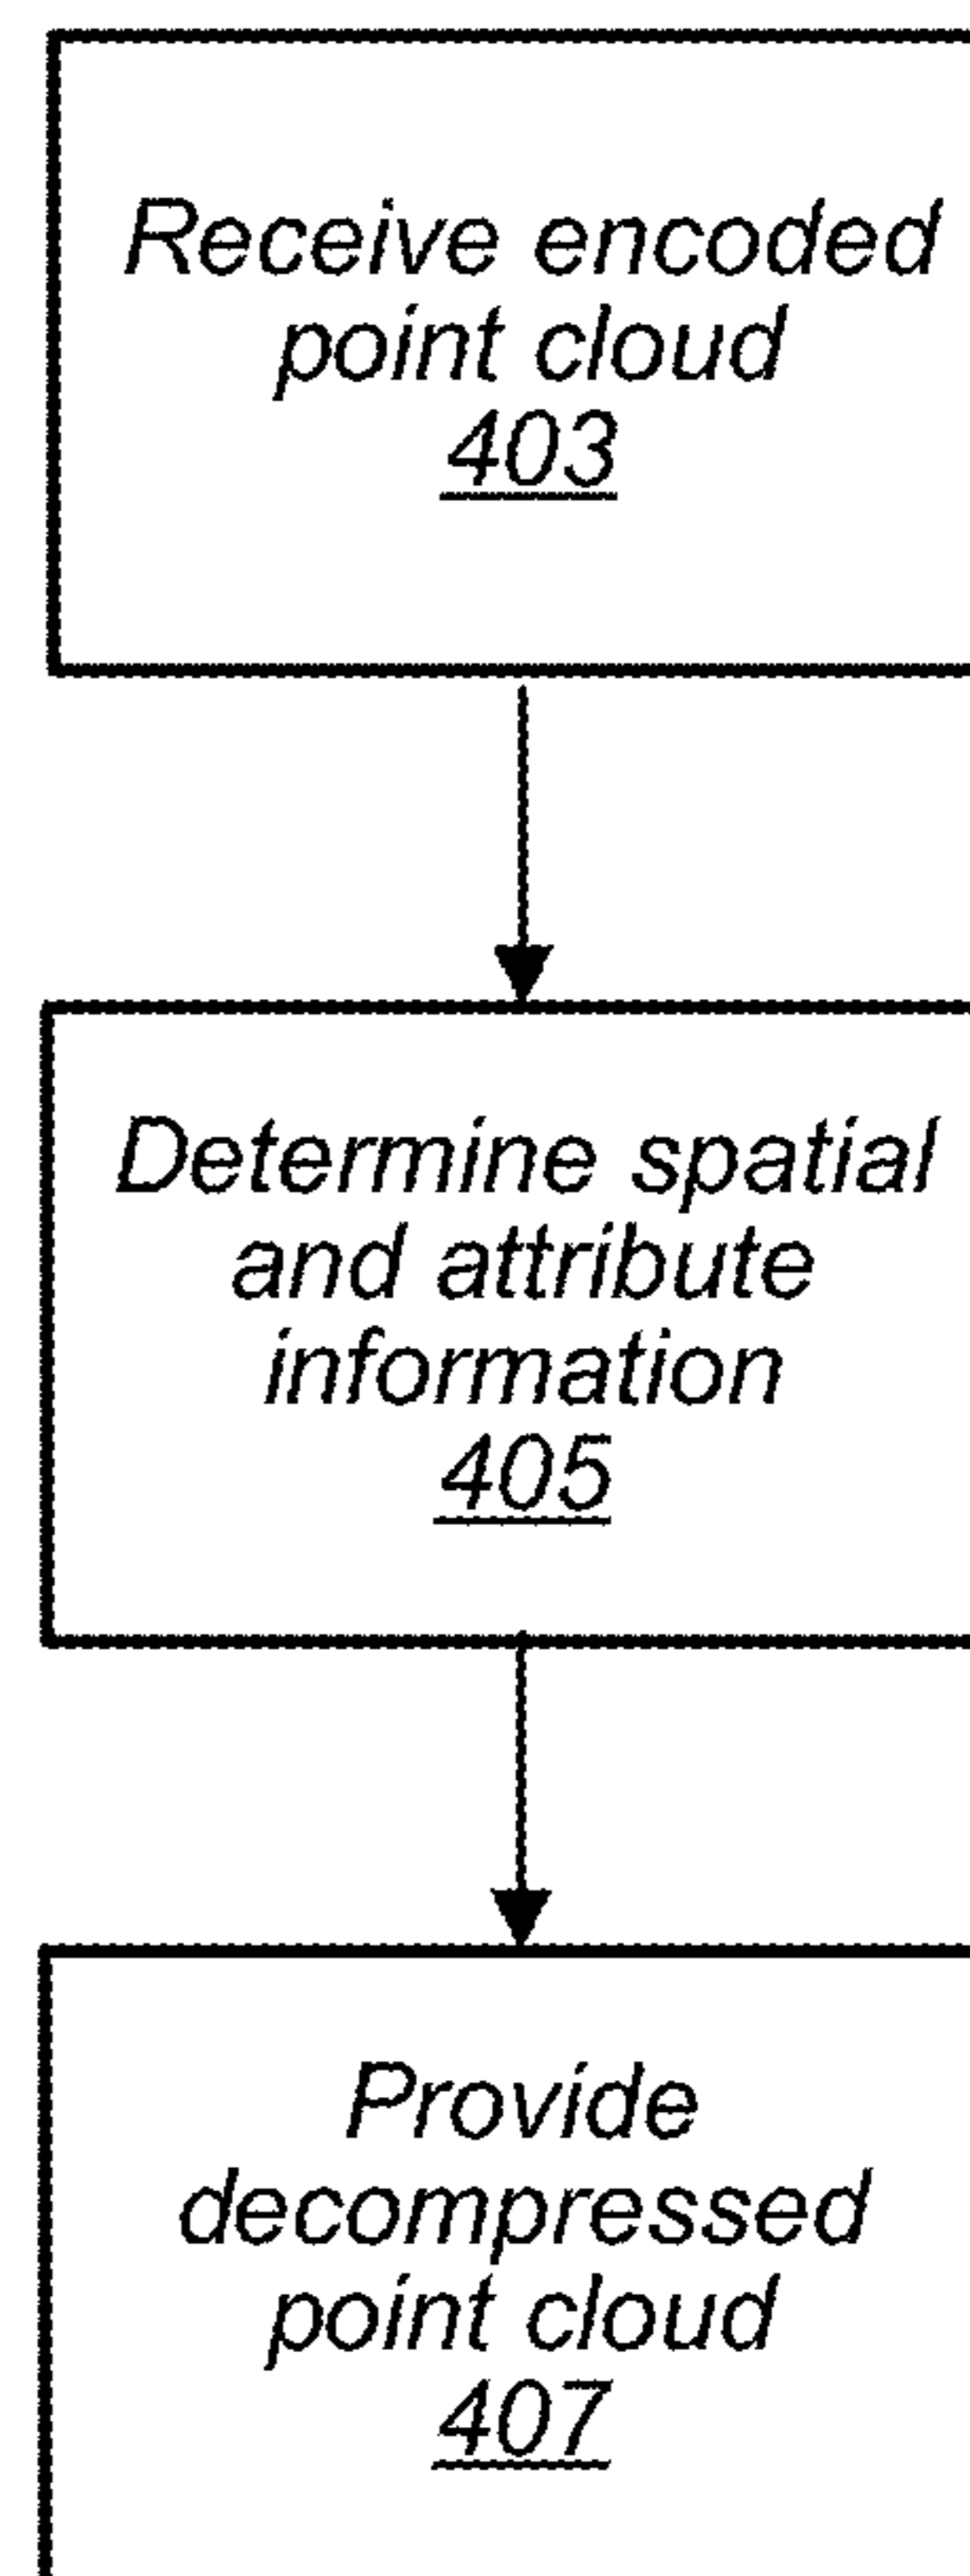 Receive encoded
point cloud
403
Determine spatial
and attribute
information
405
Provide
decompressed
point cloud
407